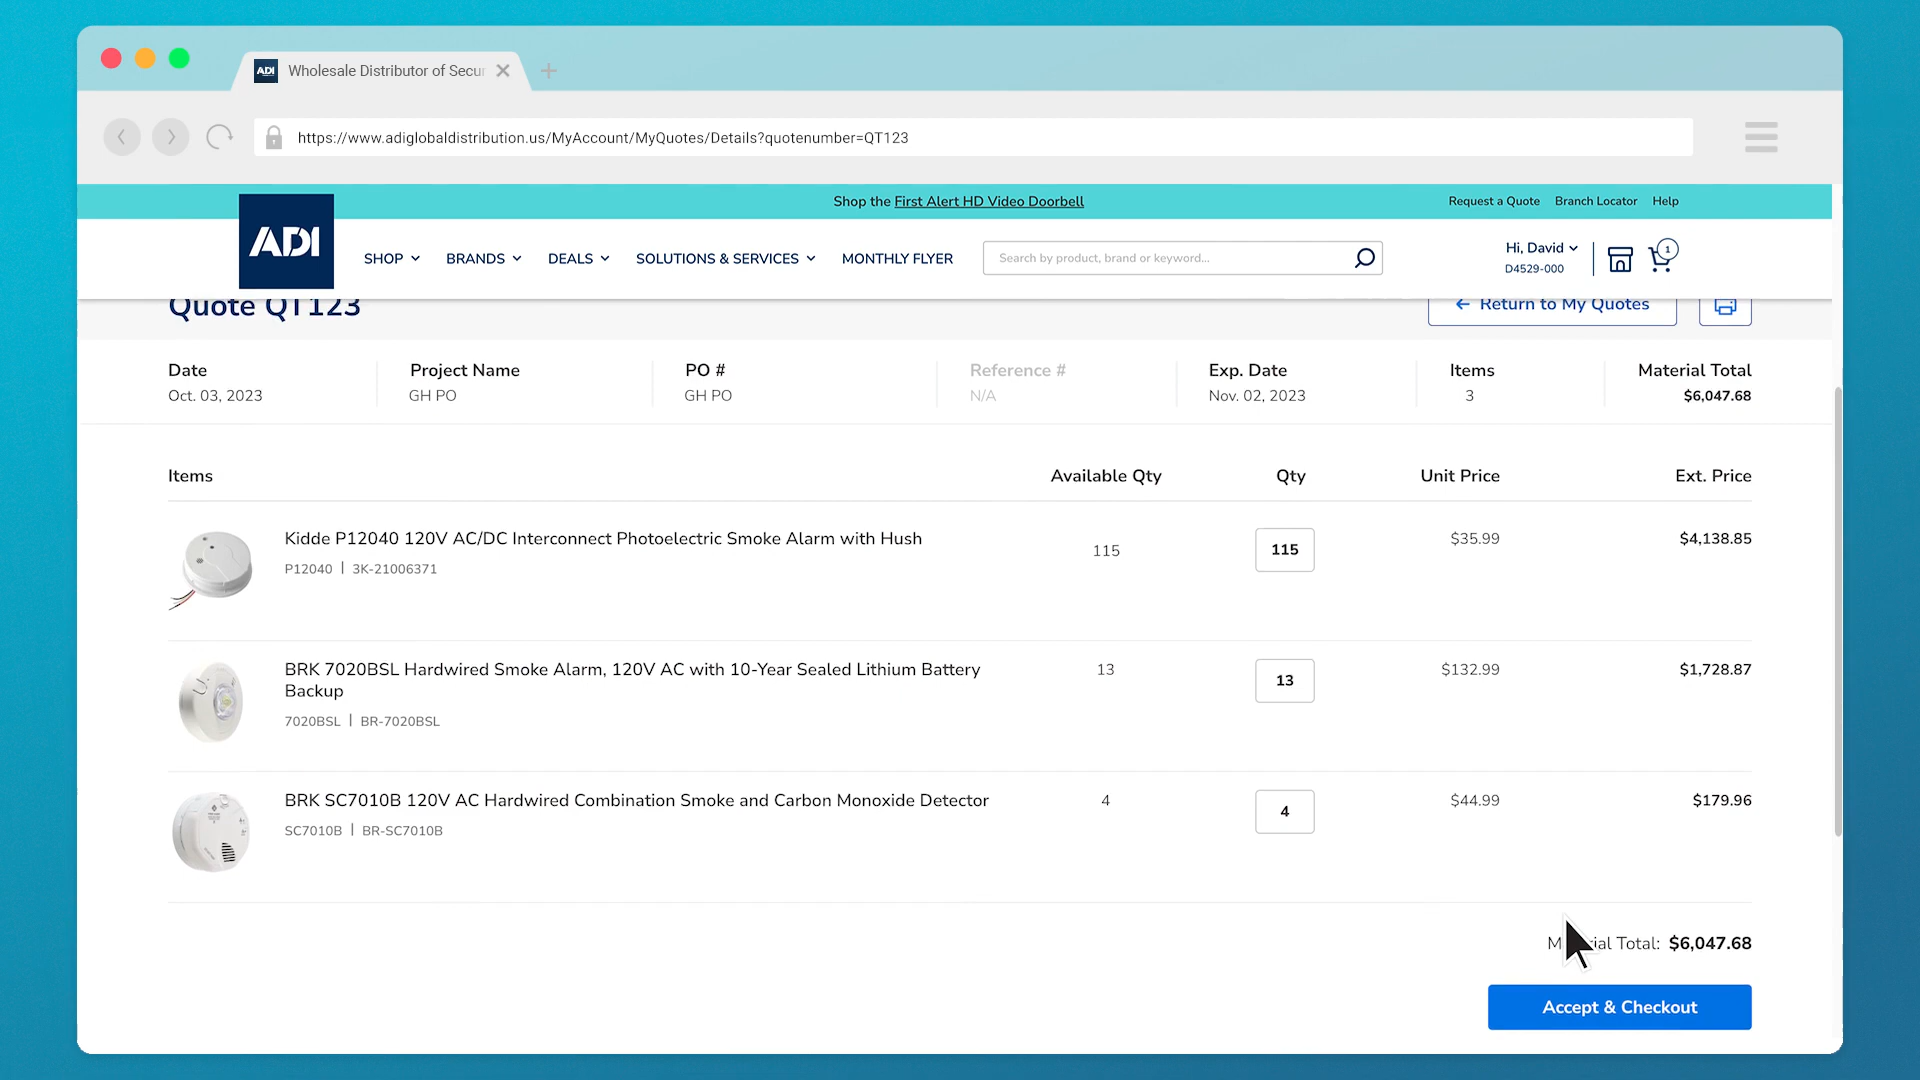 ADI Wholesale Distributor of Secur
https://www.adiglobaldistribution.us/MyAccount/MyQuotes/Details?quotenumber=QT123
Shop the First Alert HD Video Doorbell
Request a Quote Branch Locator Help
ADI
SHOP BRANDS DEALS SOLUTIONS & SERVICES MONTHLY FLYER
Search by product, brand or keyword...
Hi, David
D4529-000
1
Quote QT123
← Return to My Quotes
Date Project Name PO # Reference # Exp. Date Items Material Total
Oct. 03, 2023 GH PO GH PO N/A Nov. 02, 2023 3 $6,047.68
Items Available Qty Qty Unit Price Ext. Price
Kidde P12040 120V AC/DC Interconnect Photoelectric Smoke Alarm with Hush 115 115 $35.99 $4,138.85
P12040 | 3K-21006371
BRK 7020BSL Hardwired Smoke Alarm, 120V AC with 10-Year Sealed Lithium Battery 13 13 $132.99 $1,728.87
Backup
7020BSL | BR-7020BSL
BRK SC7010B 120V AC Hardwired Combination Smoke and Carbon Monoxide Detector 4 4 $44.99 $179.96
SC7010B | BR-SC7010B
Total: $6,047.68
Accept & Checkout